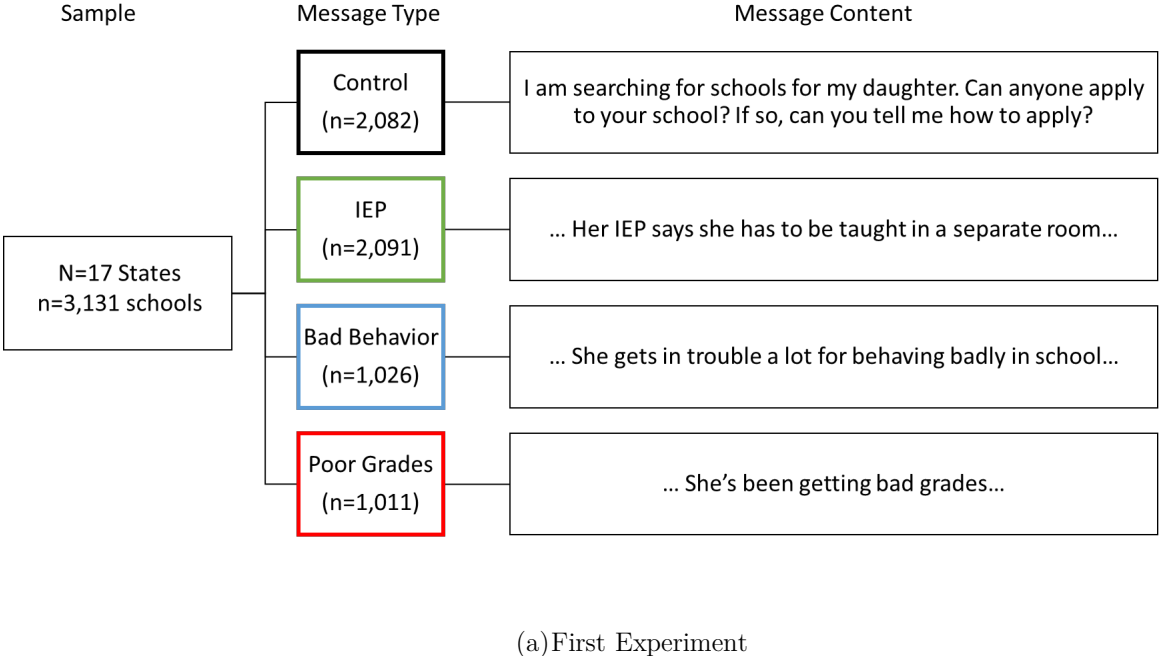 Sample
Message Type
Message Content
Control
(n=2,082)
I am searching for schools for my daughter. Can anyone apply
to your school? If so, can you tell me how to apply?
IEP
(n=2,091)
... Her IEP says she has to be taught in a separate room...
N=17 States
n=3,131 schools
Bad Behavior
(n=1,026)
... She gets in trouble a lot for behaving badly in school...
Poor Grades
(n=1,011)
... She’s been getting bad grades...
(a)First Experiment